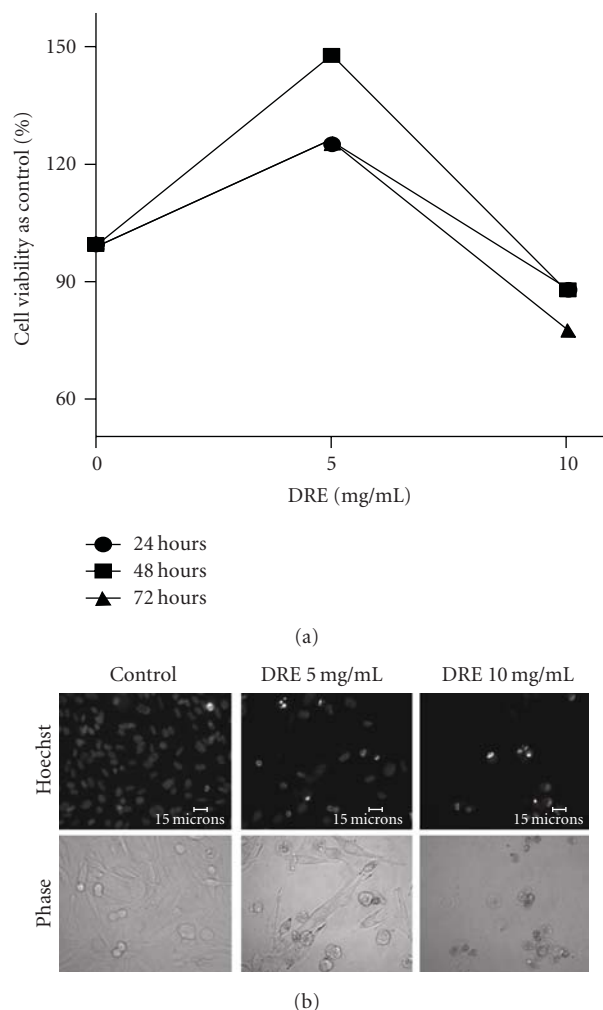 150
120
90
60
Cell viability as control (%)
0 5 10
DRE (mg/mL)
24 hours
48 hours
72 hours
(a)
Control DRE 5 mg/mL DRE 10 mg/mL
Hoechst
15 microns 15 microns 15 microns
Phase
(b)